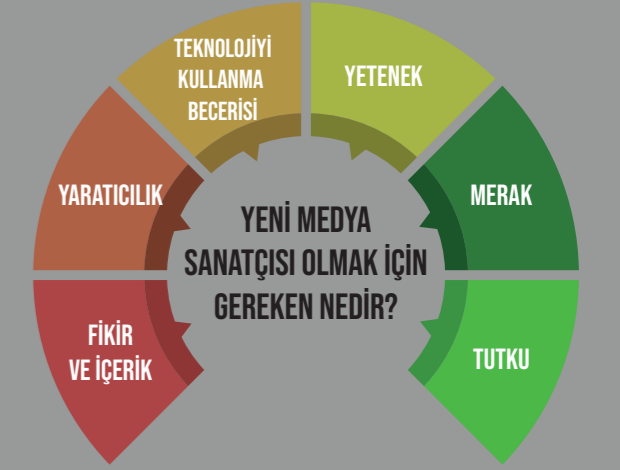 TEKNOLOJİYİ
KULLANMA
BECERİSİ
YETENEK
YARATICILIK
MERAK
YENİ MEDYA
SANATÇISI OLMAK İÇİN
GEREKEN NEDİR?
FİKİR
VE İÇERİK
TUTKU